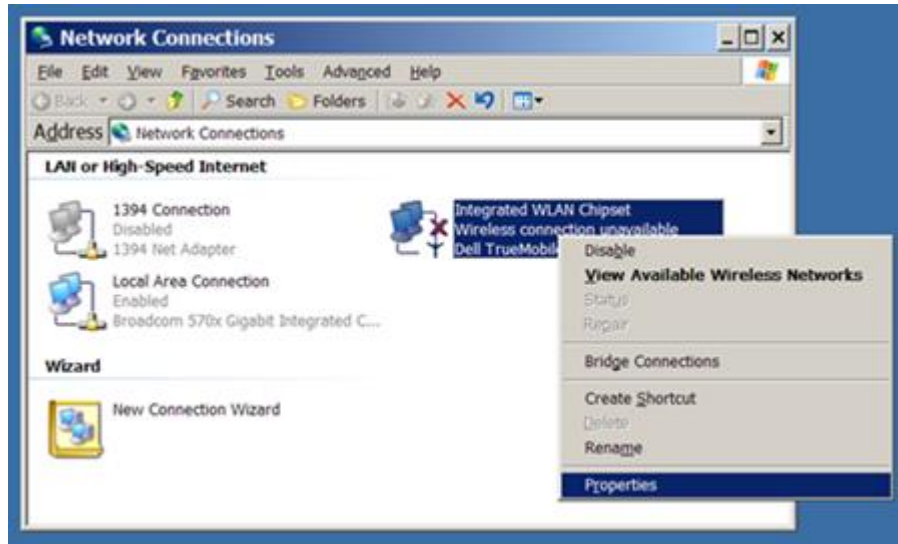 Network Connections
File Edit View Favorites Tools Advanced Help
Back Search Folders
Address Network Connections
LAN or High-Speed Internet
1394 Connection
Disabled
1394 Net Adapter
Integrated WLAN Chipset
Wireless connection unavailable
Dell TrueMobile
Local Area Connection
Enabled
Broadcom 570x Gigabit Integrated C...
Wizard
New Connection Wizard
Disable
View Available Wireless Networks
Status
Repair
Bridge Connections
Create Shortcut
Delete
Rename
Properties